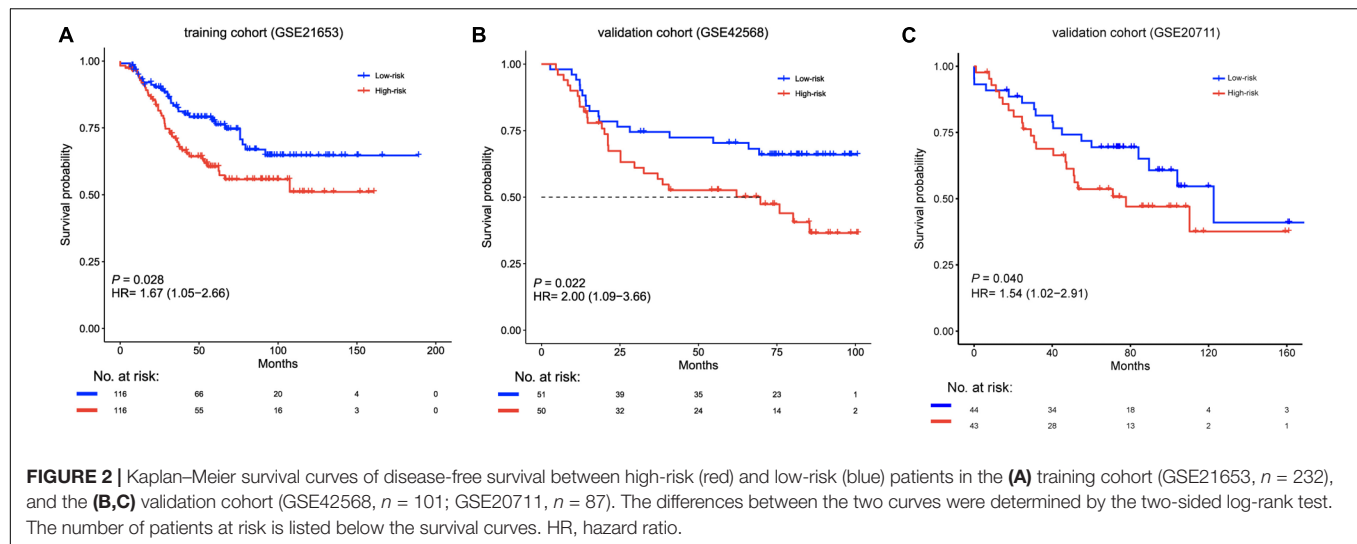 A
training cohort (GSE21653)
1.00
0.75
0.50
0.25
1.00
Survival probability
Low-risk
High-risk
P = 0.028
HR= 1.67 (1.05−2.66)
0 50 100 150 200
Months
No. at risk:
116 66 20 4 0
116 55 16 3 0
B
validation cohort (GSE42568)
1.00
0.75
0.50
0.25
0.00
Survival probability
Low-risk
High-risk
P = 0.022
HR= 2.00 (1.09−3.66)
0 25 50 75 100
Months
No. at risk:
51 39 35 23 1
50 32 24 14 2
C
validation cohort (GSE20711)
1.00
0.75
0.50
0.25
0.00
Survival probability
Low-risk
High-risk
P = 0.040
HR= 1.54 (1.02−2.91)
0 40 80 120 160
Months
No. at risk:
44 34 18 4 3
43 28 13 2 1
FIGURE 2 | Kaplan–Meier survival curves of disease-free survival between high-risk (red) and low-risk (blue) patients in the (A) training cohort (GSE21653, n = 232),
and the (B,C) validation cohort (GSE42568, n = 101; GSE20711, n = 87). The differences between the two curves were determined by the two-sided log-rank test.
The number of patients at risk is listed below the survival curves. HR, hazard ratio.